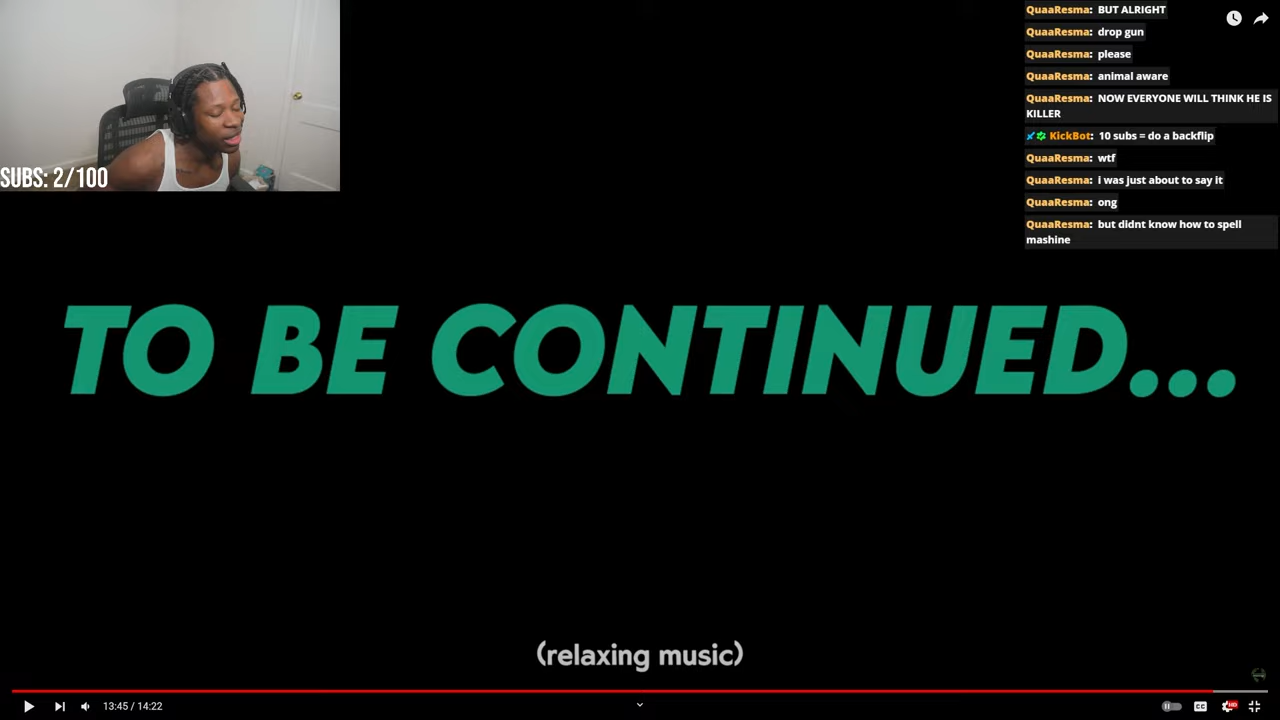 QuaaResma: BUT ALRIGHT
QuaaResma: drop gun
QuaaResma: please
QuaaResma: animal aware
QuaaResma: NOW EVERYONE WILL THINK HE IS
KILLER
KickBot: 10 subs = do a backflip
QuaaResma: wtf
QuaaResma: i was just about to say it
QuaaResma: ong
QuaaResma: but didnt know how to spell
mashine
SUBS: 2/100
TO BE CONTINUED...
(relaxing music)
13:45 / 14:22
CC
HD